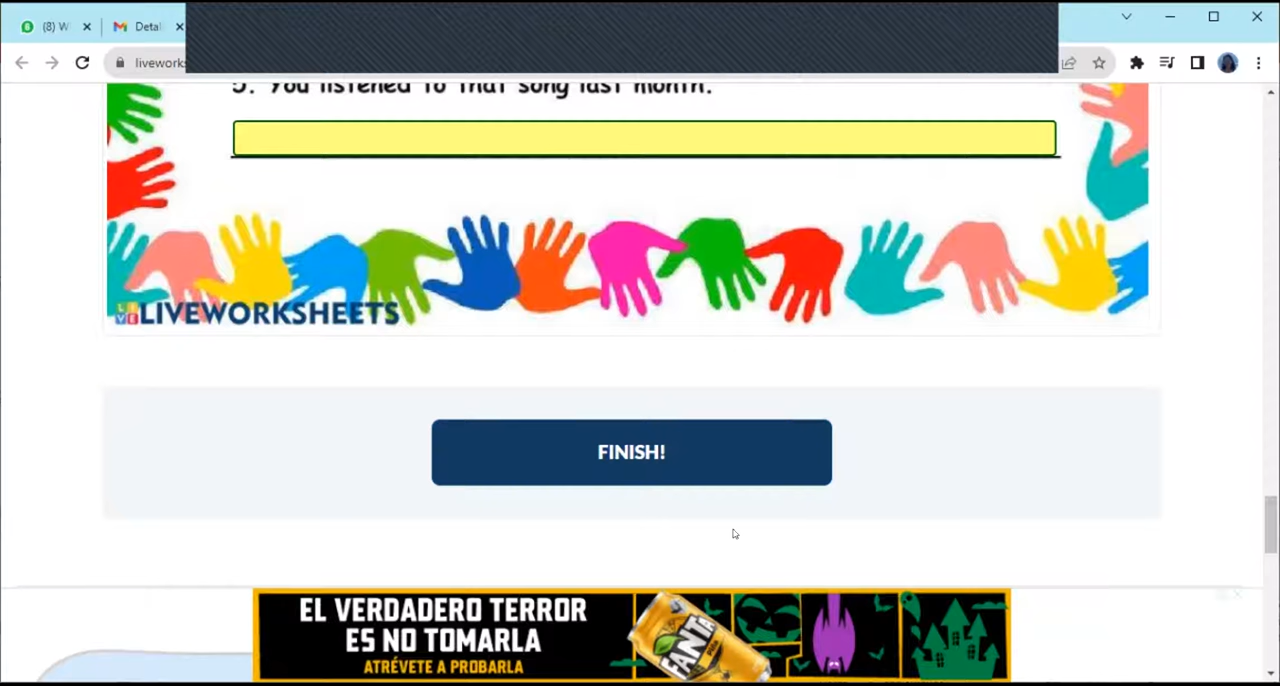 (8) W
Detai
liveworks
5. You listened to that song last month.
LIVEWORKSHEETS
FINISH!
EL VERDADERO TERROR
ES NO TOMARLA
ATRÉVETE A PROBARLA
FANTA